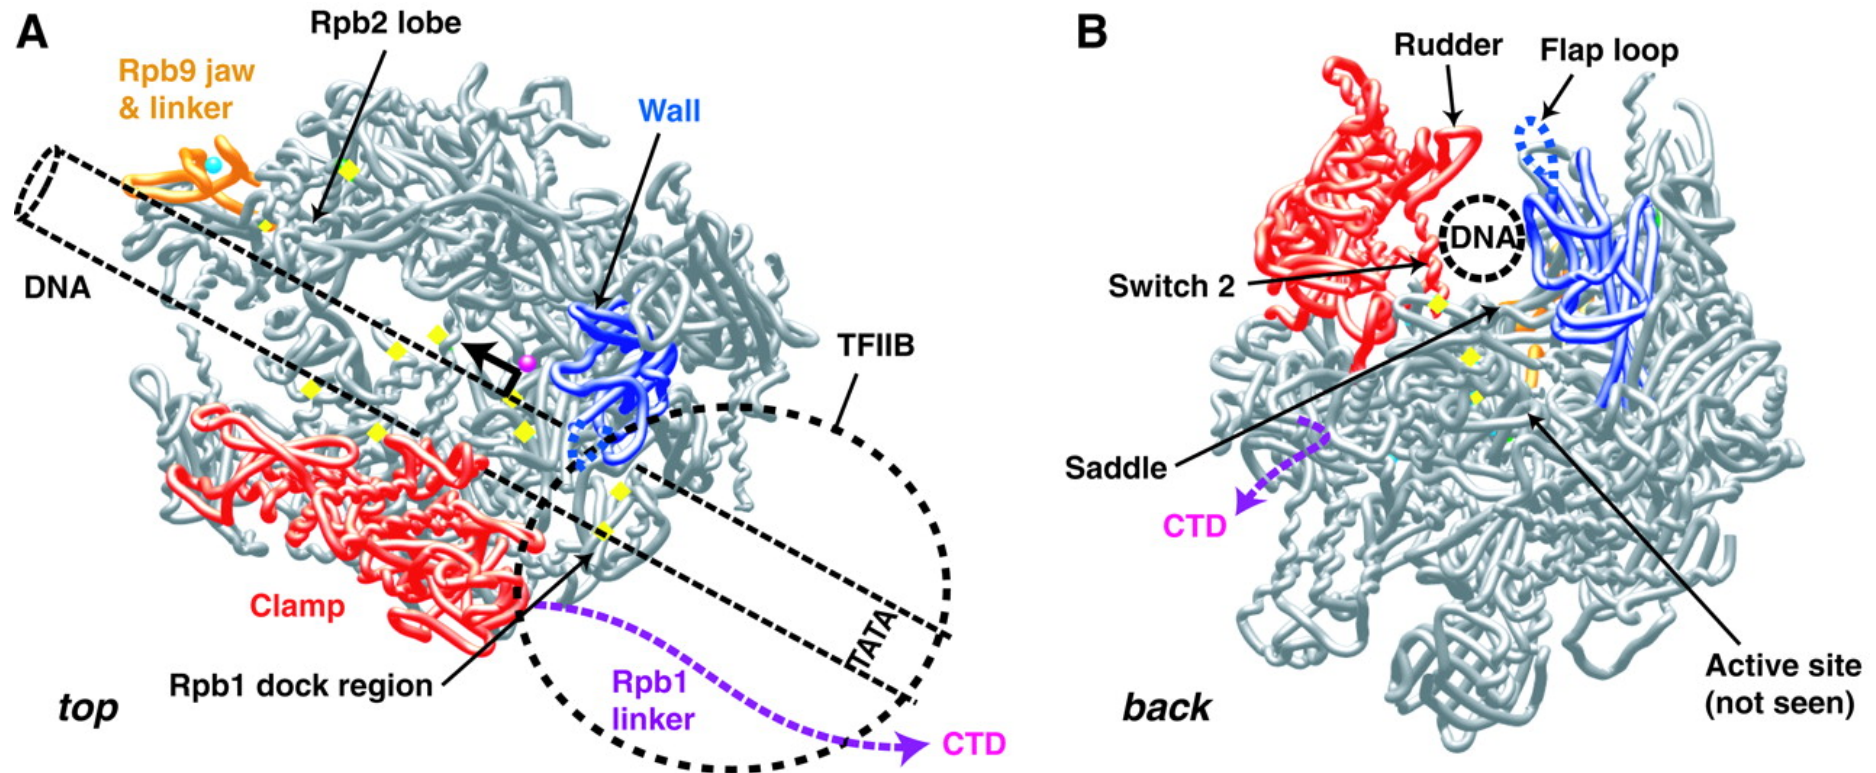 A
Rpb2 lobe
Rpb9 jaw
& linker
Wall
DNA
TFIIB
Clamp
TATA
Rpb1 dock region
Rpb1
linker
CTD
top
B
Rudder
Flap loop
DNA
Switch 2
Saddle
CTD
Active site
(not seen)
back